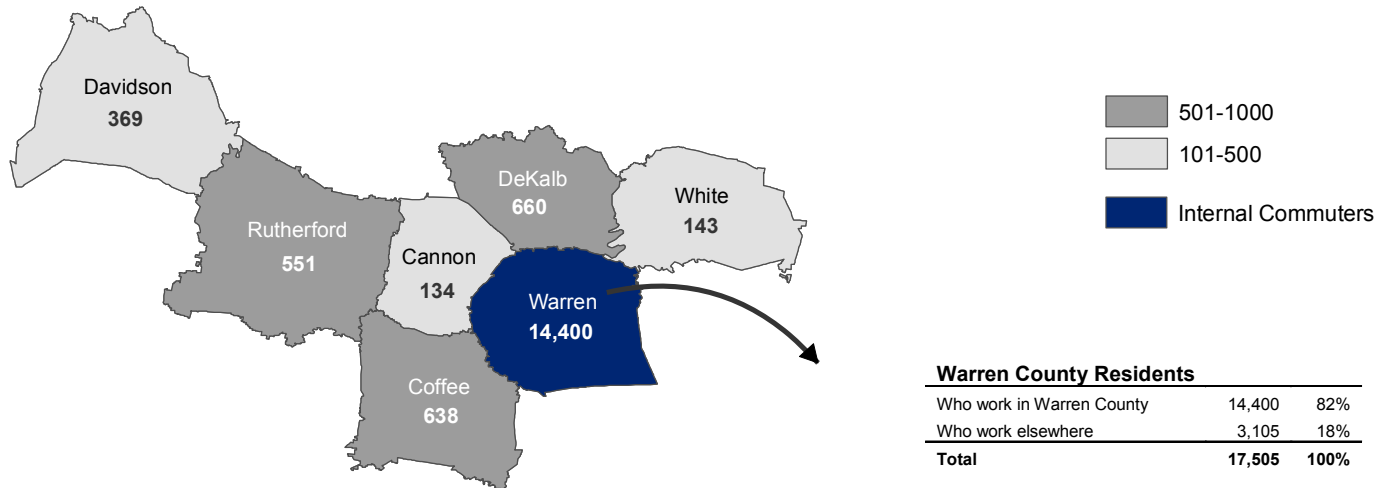 Davidson
369
Rutherford
551
Cannon
134
DeKalb
660
White
143
Warren
14,400
Coffee
638
501-1000
101-500
Internal Commuters
Warren County Residents
Who work in Warren County 14,400 82%
Who work elsewhere 3,105 18%
Total 17,505 100%